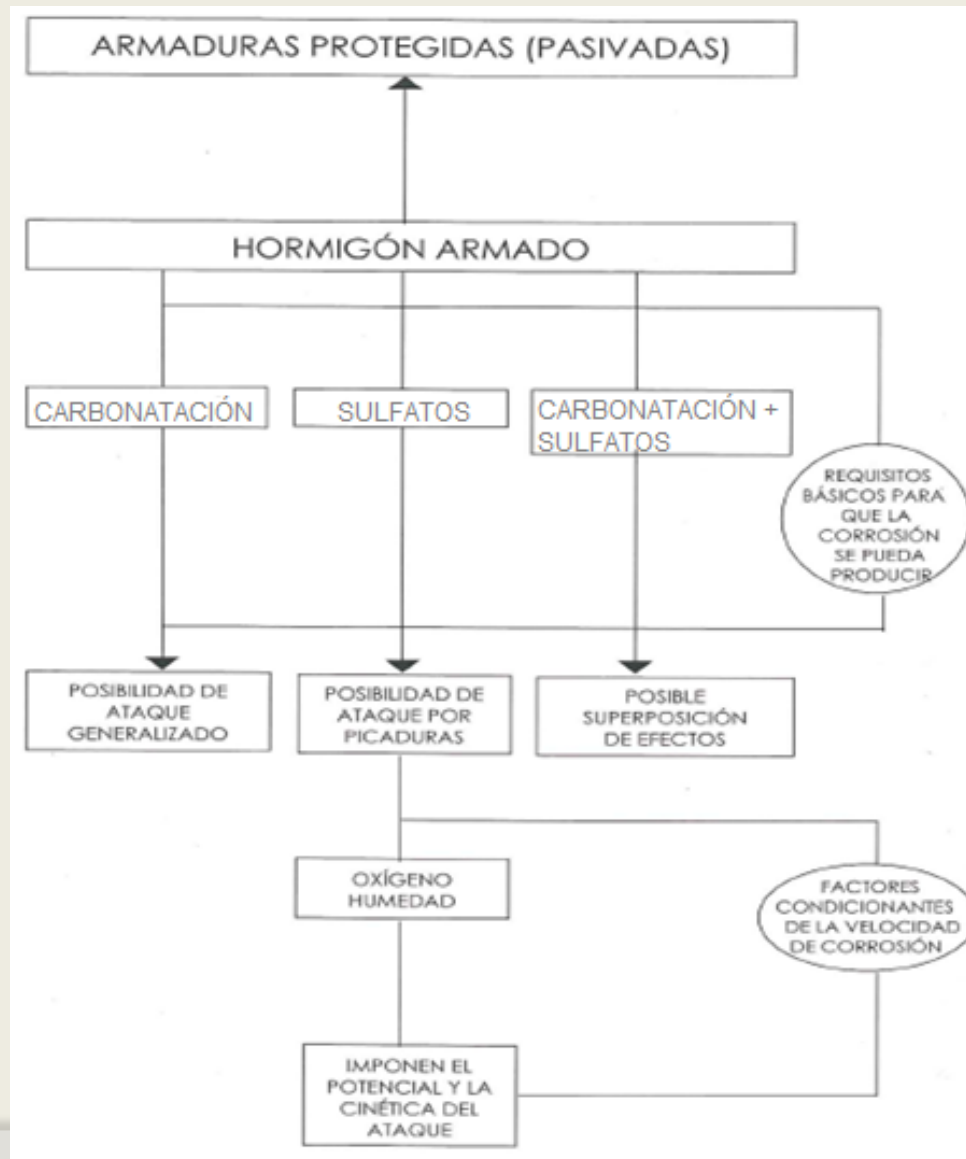 ARMADURAS PROTEGIDAS (PASIVADAS)
HORMIGÓN ARMADO
CARBONATACIÓN
SULFATOS
CARBONATACIÓN +
SULFATOS
REQUISITOS
BÁSICOS PARA
QUE LA
CORROSIÓN
SE PUEDA
PRODUCIR
POSIBILIDAD DE
ATAQUE
GENERALIZADO
POSIBILIDAD DE
ATAQUE POR
PICADURAS
POSIBLE
SUPERPOSICIÓN
DE EFECTOS
OXÍGENO
HUMEDAD
FACTORES
CONDICIONANTES
DE LA VELOCIDAD
DE CORROSIÓN
IMPONEN EL
POTENCIAL Y LA
CINÉTICA DEL
ATAQUE